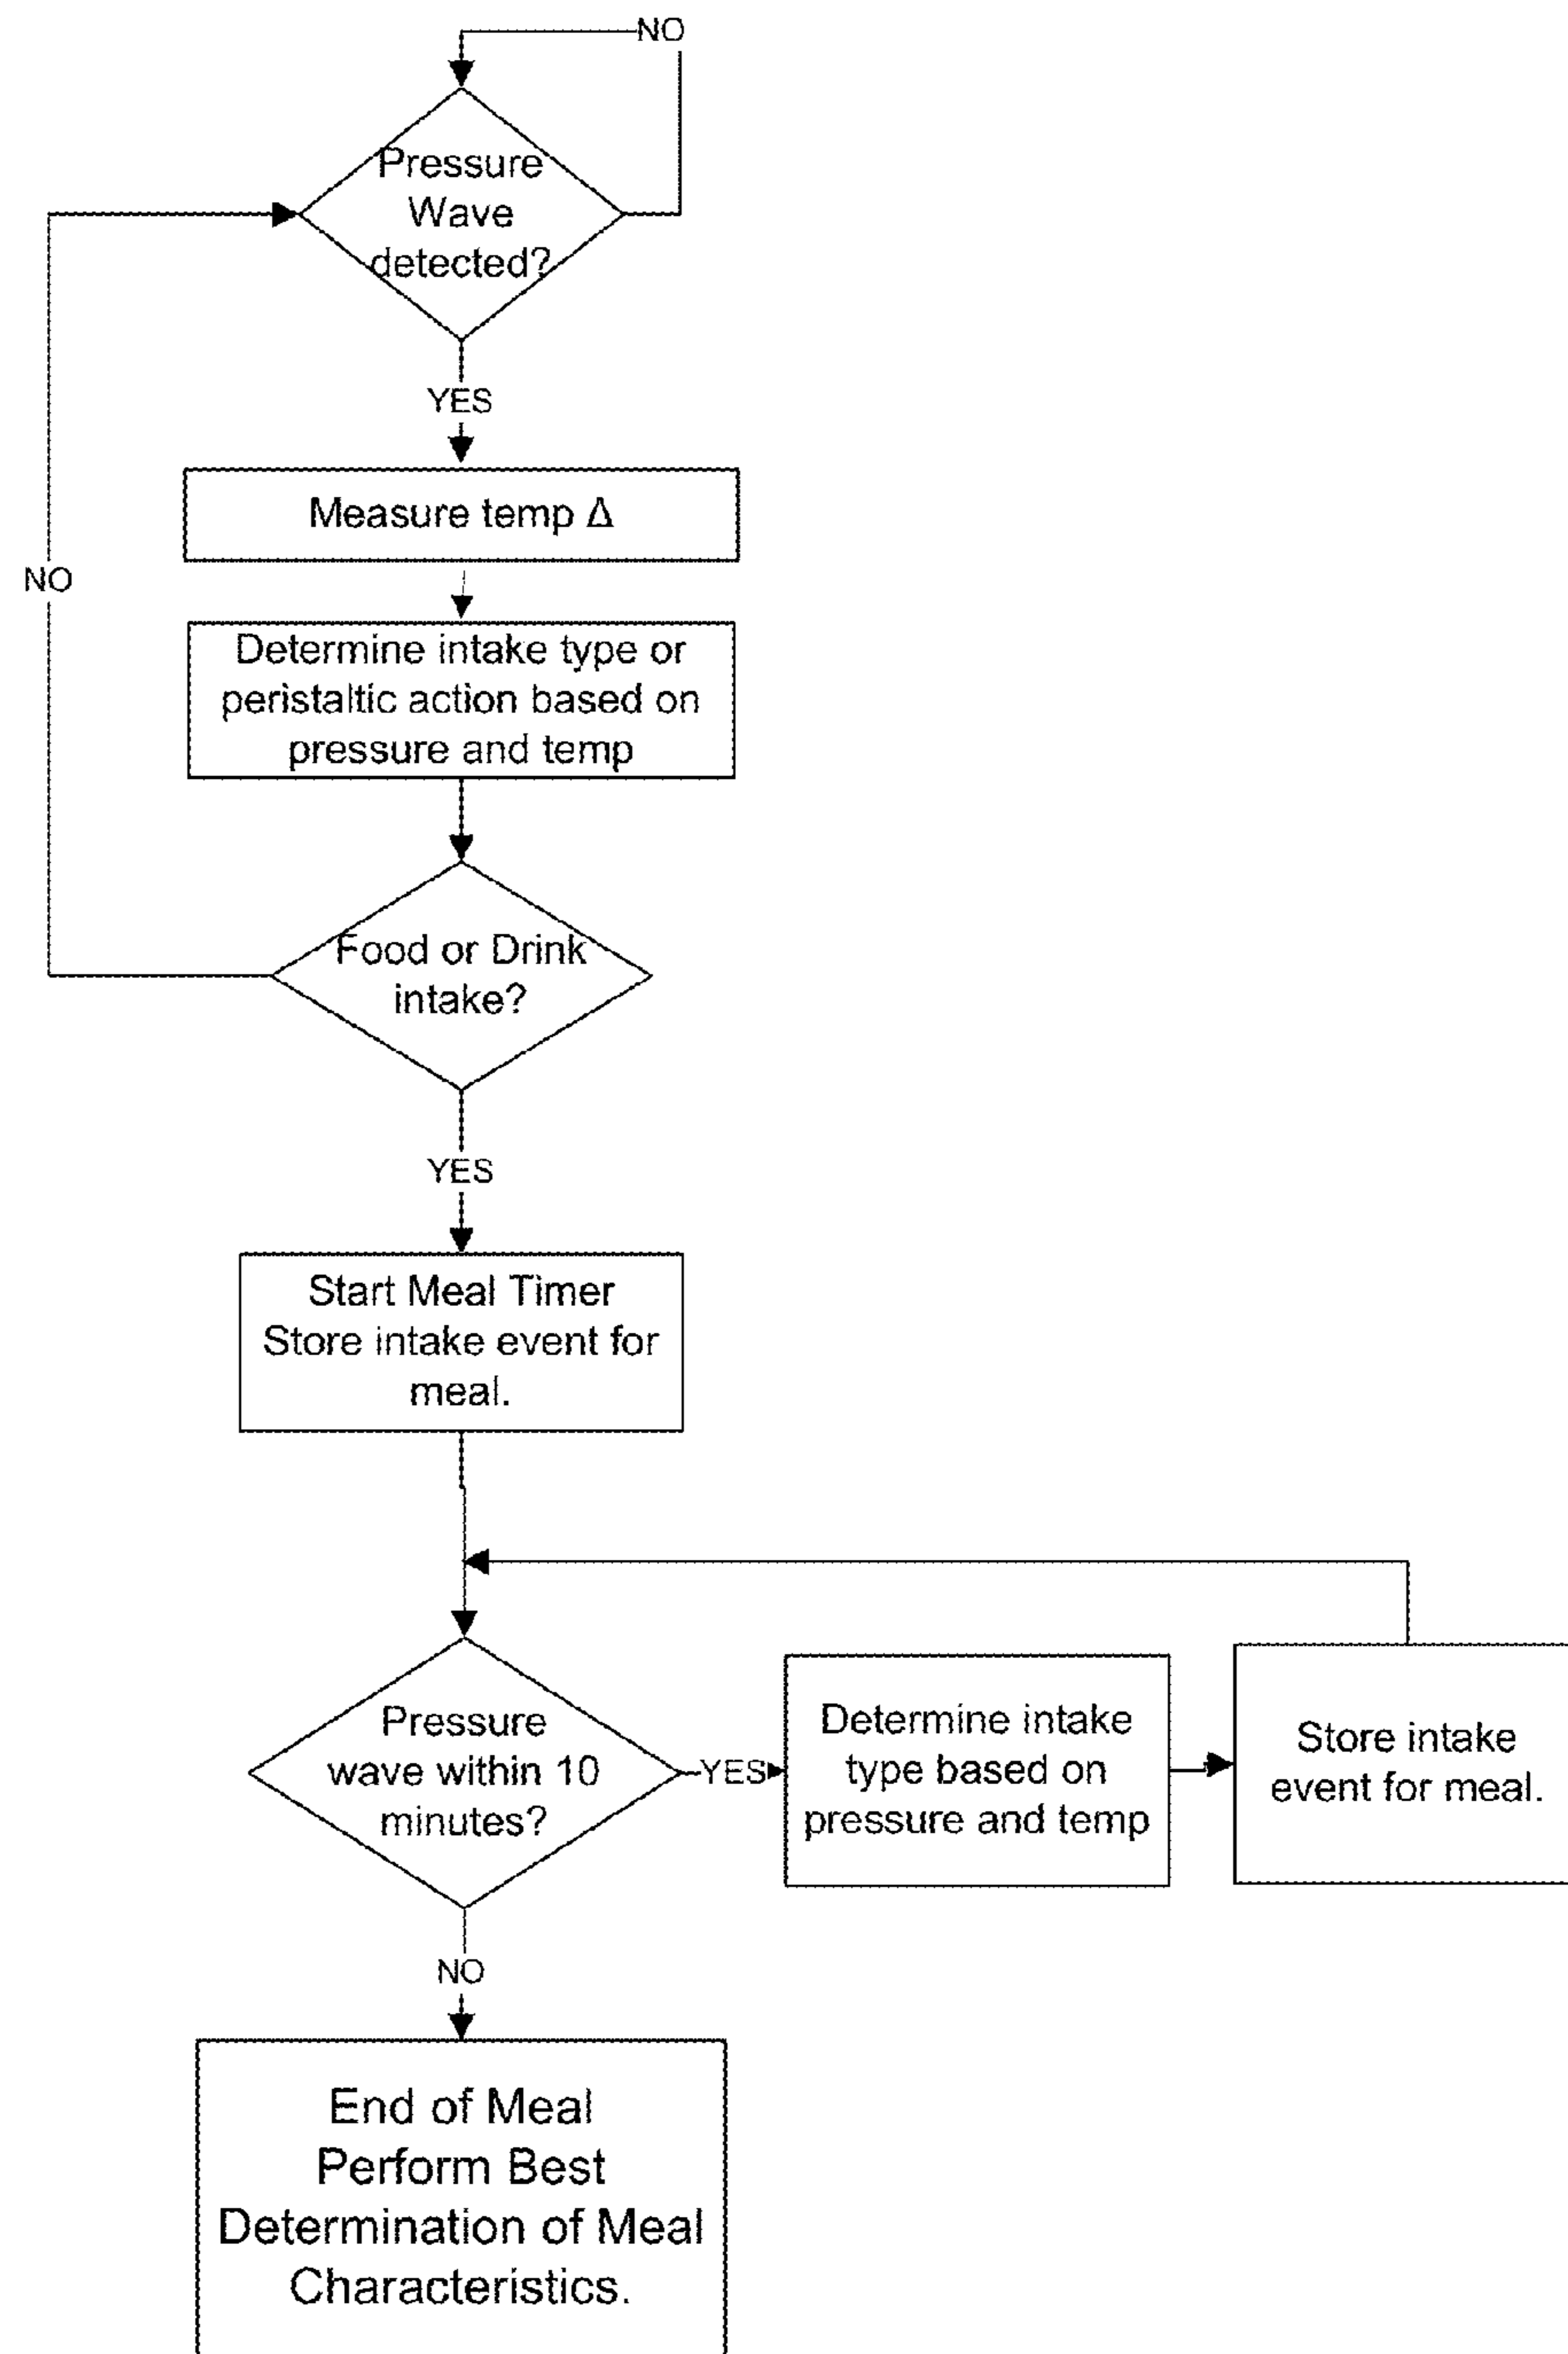 NO
Pressure
Wave
detected?
YES
Measure temp Δ
NO
Determine intake type or
peristaltic action based on
pressure and temp
Food or Drink
intake?
YES
Start Meal Timer
Store intake event for
meal.
Pressure
wave within 10
minutes?
YES
Determine intake
type based on
pressure and temp
Store intake
event for meal.
NO
End of Meal
Perform Best
Determination of Meal
Characteristics.